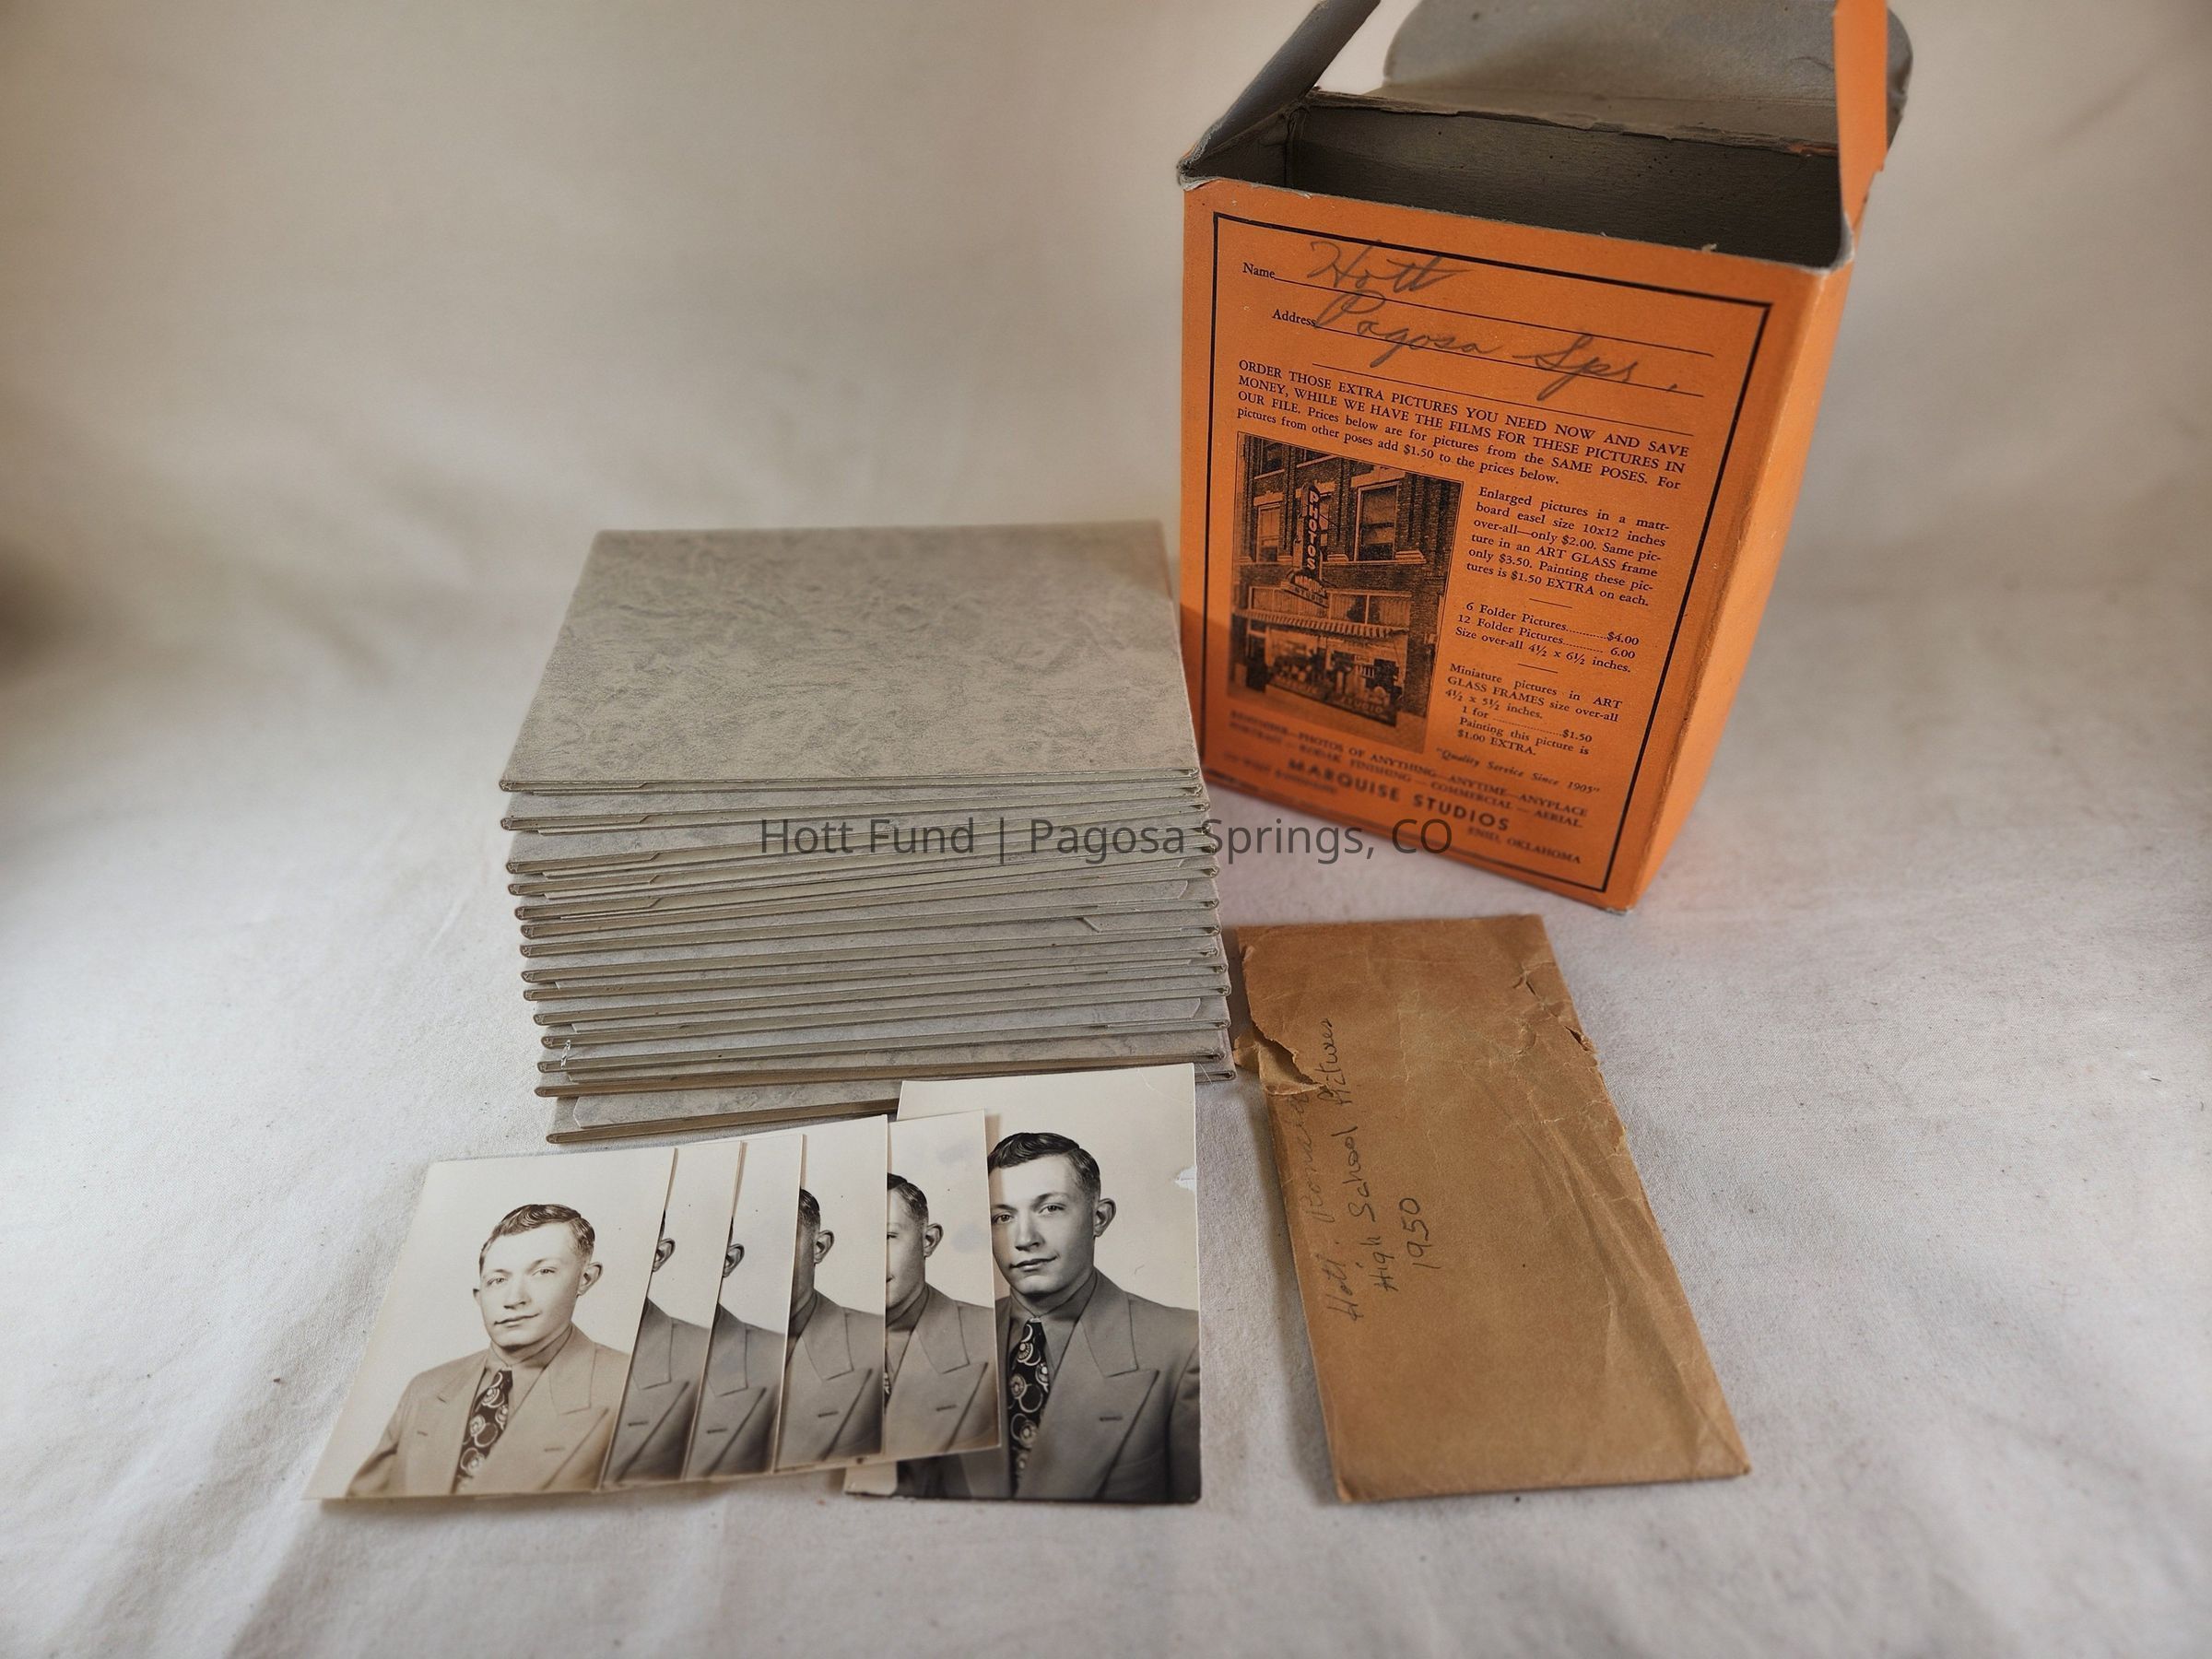 Name Hott
Address Pagosa Sps.
ORDER THOSE EXTRA PICTURES YOU NEED NOW AND SAVE
MONEY, WHILE WE HAVE THE FILMS FOR THESE PICTURES IN
OUR FILE. Prices below are for pictures from the SAME POSES. For
pictures from other poses add $1.50 to the prices below.
PHOTOS
Enlarged pictures in a matt-
board easel size 10x12 inches
over-all—only $2.00. Same pic-
ture in an ART GLASS frame
only $3.50. Painting these pic-
tures is $1.50 EXTRA on each.
6 Folder Pictures............$4.00
12 Folder Pictures............ 6.00
Size over-all 4½ x 6½ inches.
Miniature pictures in ART
GLASS FRAMES size over-all
4½ x 5½ inches.
1 for ..................$1.50
Painting this picture is
$1.00 EXTRA.
"Quality Service Since 1905"
PHOTOS OF ANYTHING—ANYTIME—ANYPLACE
PORTRAIT — KODAK FINISHING — COMMERCIAL — AERIAL
MARQUISE STUDIOS
ENID, OKLAHOMA
Hott Fund | Pagosa Springs, CO
Hott
High School Pictures
1950